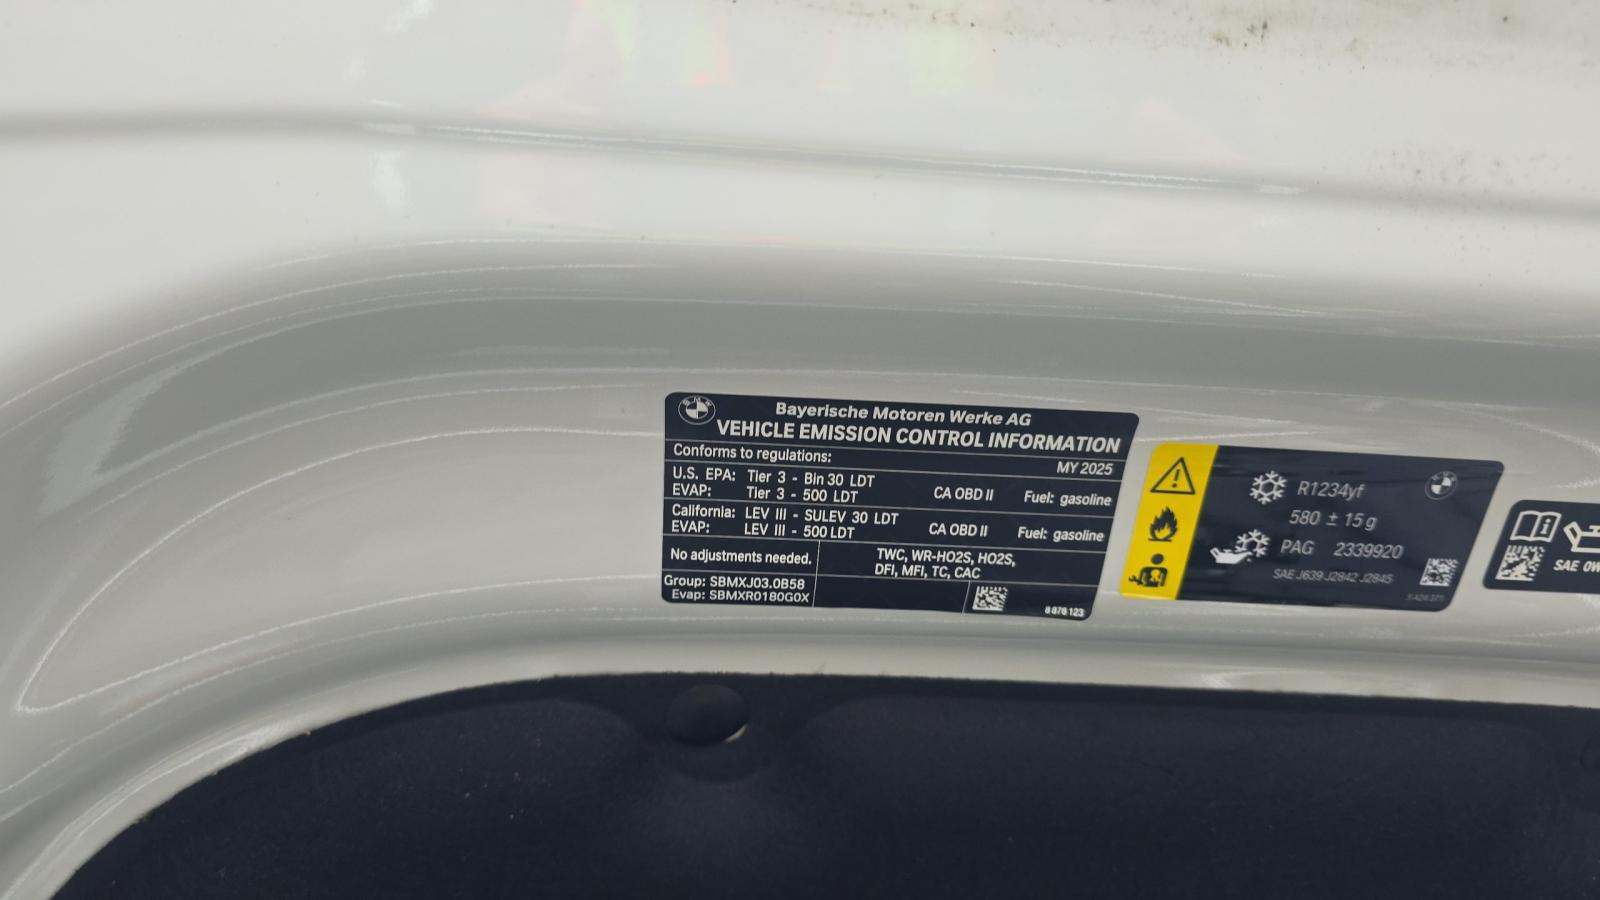 Bayerische Motoren Werke AG
VEHICLE EMISSION CONTROL INFORMATION
Conforms to regulations:
MY 2025
U.S. EPA: Tier 3 - Bin 30 LDT
EVAP: Tier 3 - 500 LDT
CA OBD II Fuel: gasoline
California: LEV III - SULEV 30 LDT
EVAP: LEV III - 500 LDT
CA OBD II Fuel: gasoline
No adjustments needed.
TWC, WR-HO2S, HO2S,
DFI, MFI, TC, CAC
Group: SBMXJ03.0B58
Evap: SBMXR0180G0X
8 878 123
R1234yf
580 ± 15 g
PAG 2339920
SAE J639 J2842 J2845
SAE 0W